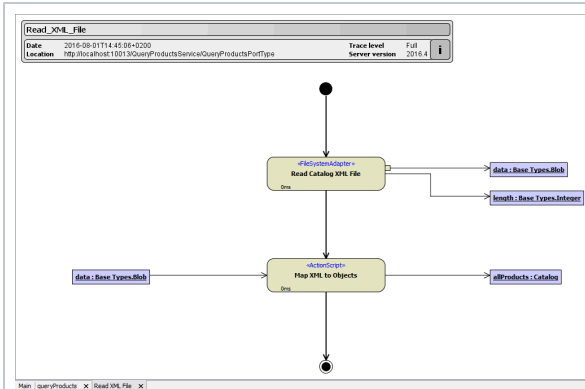 Read_XML_File
Date 2016-08-01T14:45:06+0200 Trace level Full
Location http://localhost:10013/QueryProductsService/QueryProductsPortType Server version 2016.4
i
«FileSystemAdapter»
Read Catalog XML File
0ms
data : Base Types.Blob
length : Base Types.Integer
«ActionScript»
data : Base Types.Blob Map XML to Objects allProducts : Catalog
0ms
Main queryProducts X Read XML File X